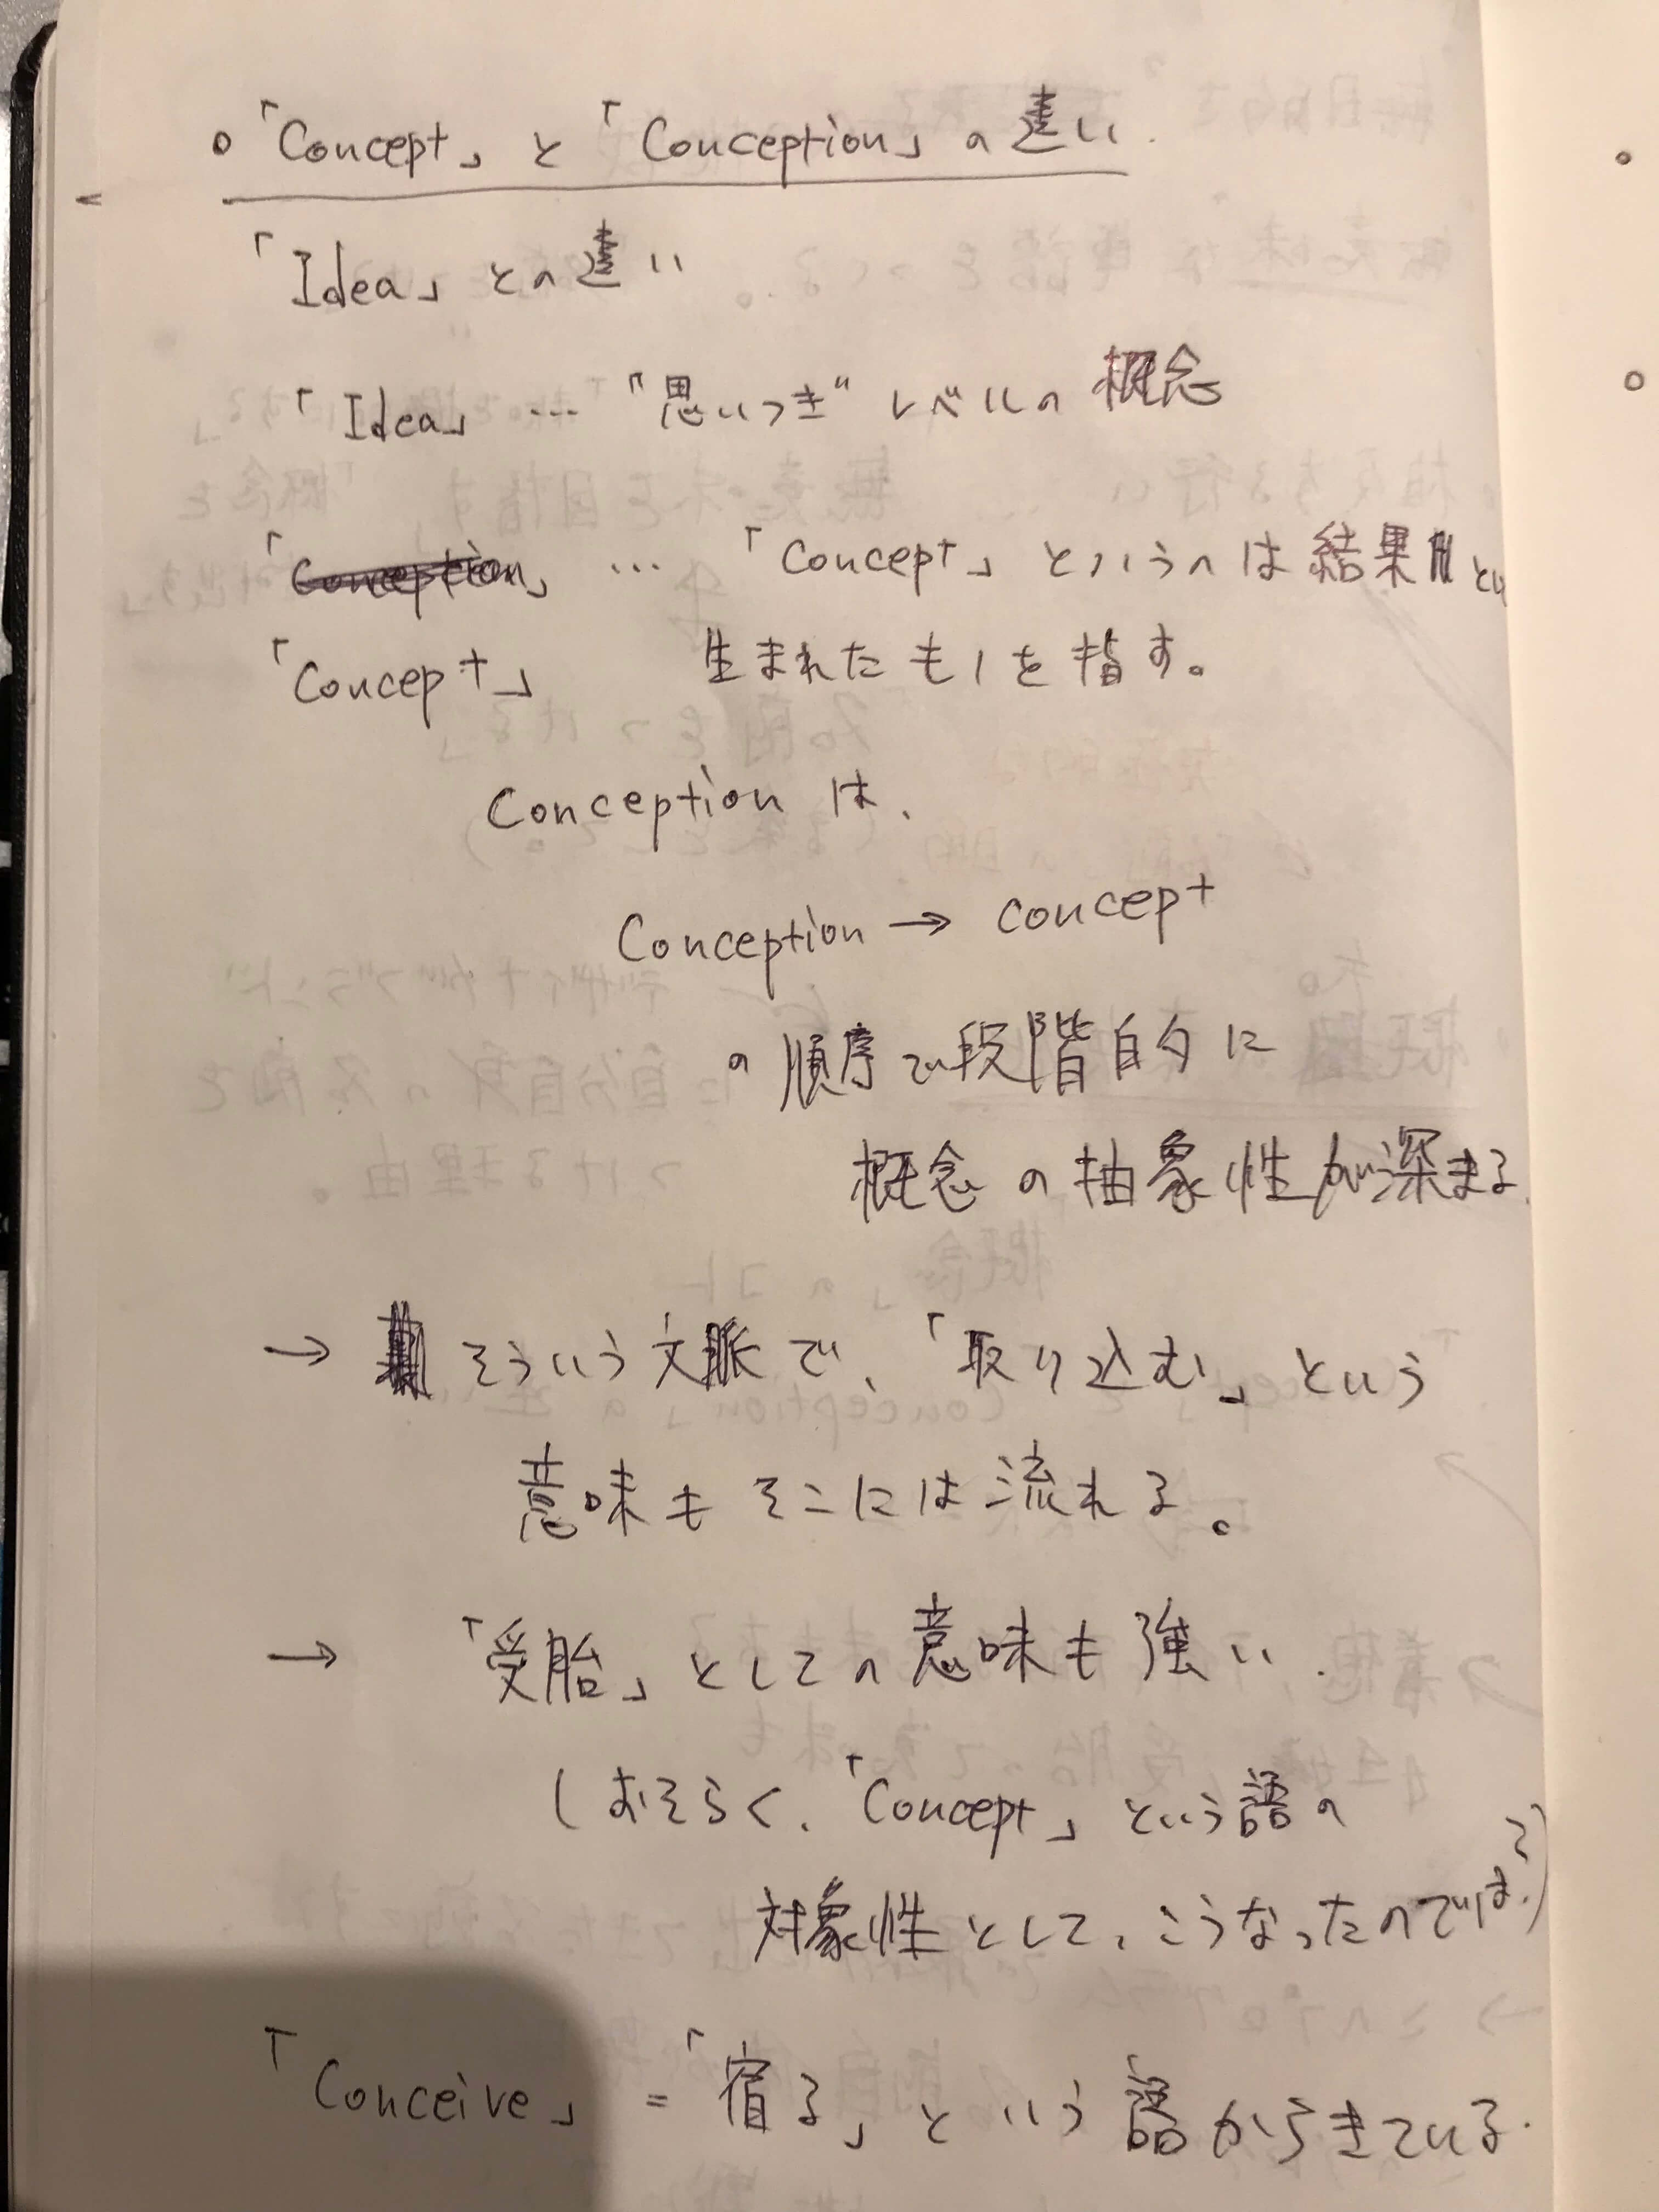 ○「Concept」と「Conception」の違い.
「Idea」との違い
「Idea」 … "思いつき" レベルの概念
「Conception」 … 「Concept」というのは結果とし
「Concept」 生まれたものを指す。
Conception は、
Conception → concept
の順序で段階的に
概念の抽象性が深まる.
→ そういう文脈で、「取り込む」という
意味もそこには流れる。
→ 「受胎」としての意味も強い.
(おそらく、「Concept」という語の
対象性として、こうなったのでは?)
「Conceive」=「宿る」という語からきている.